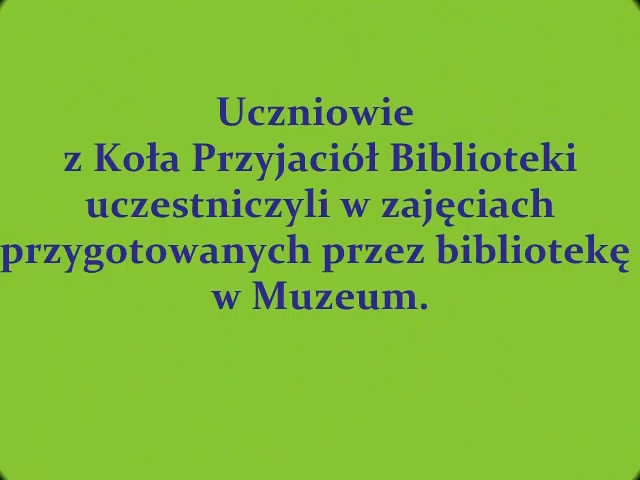 Uczniowie
z Koła Przyjaciół Biblioteki
uczestniczyli w zajęciach
przygotowanych przez bibliotekę
w Muzeum.